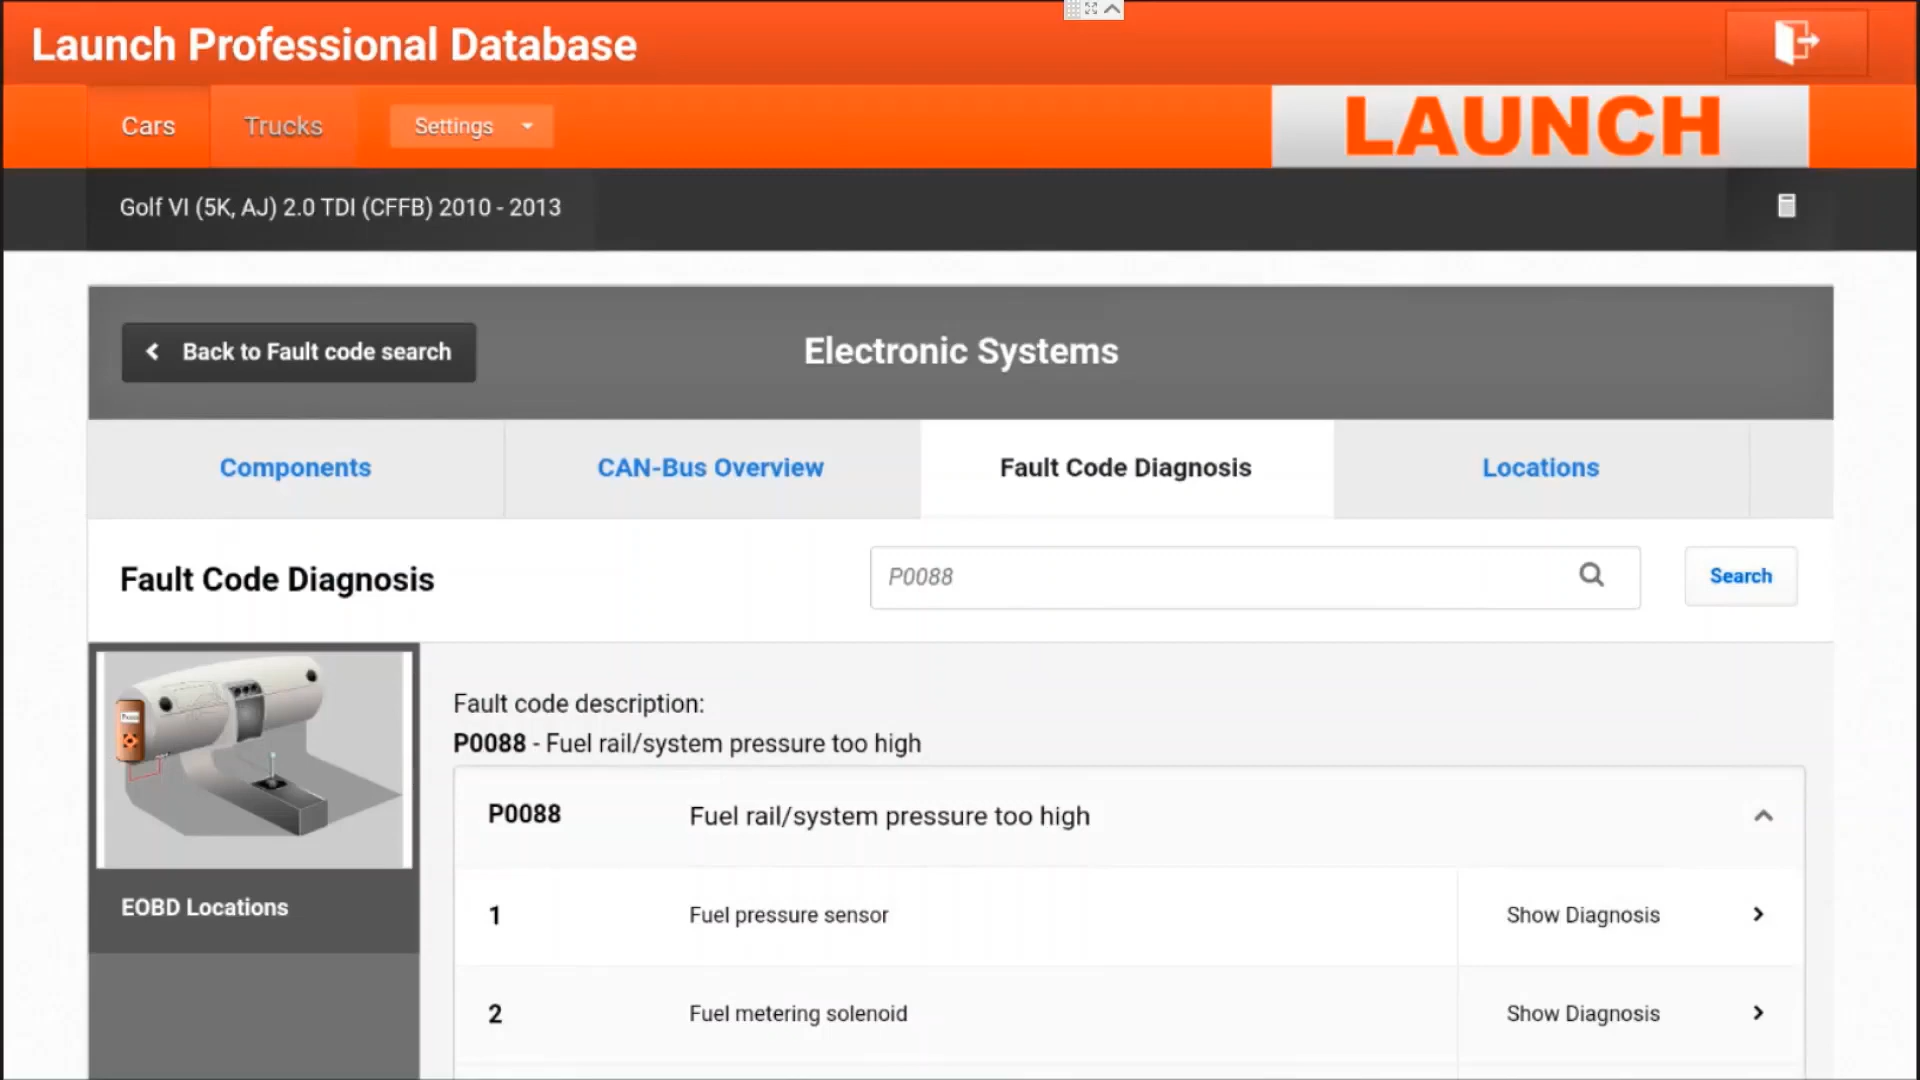 Launch Professional Database
Cars
Trucks
Settings
LAUNCH
Golf VI (5K, AJ) 2.0 TDI (CFFB) 2010 - 2013
Back to Fault code search
Electronic Systems
Components
CAN-Bus Overview
Fault Code Diagnosis
Locations
Fault Code Diagnosis
P0088
Search
Fault code description:
P0088 - Fuel rail/system pressure too high
P0088 Fuel rail/system pressure too high
EOBD Locations
1 Fuel pressure sensor Show Diagnosis
2 Fuel metering solenoid Show Diagnosis